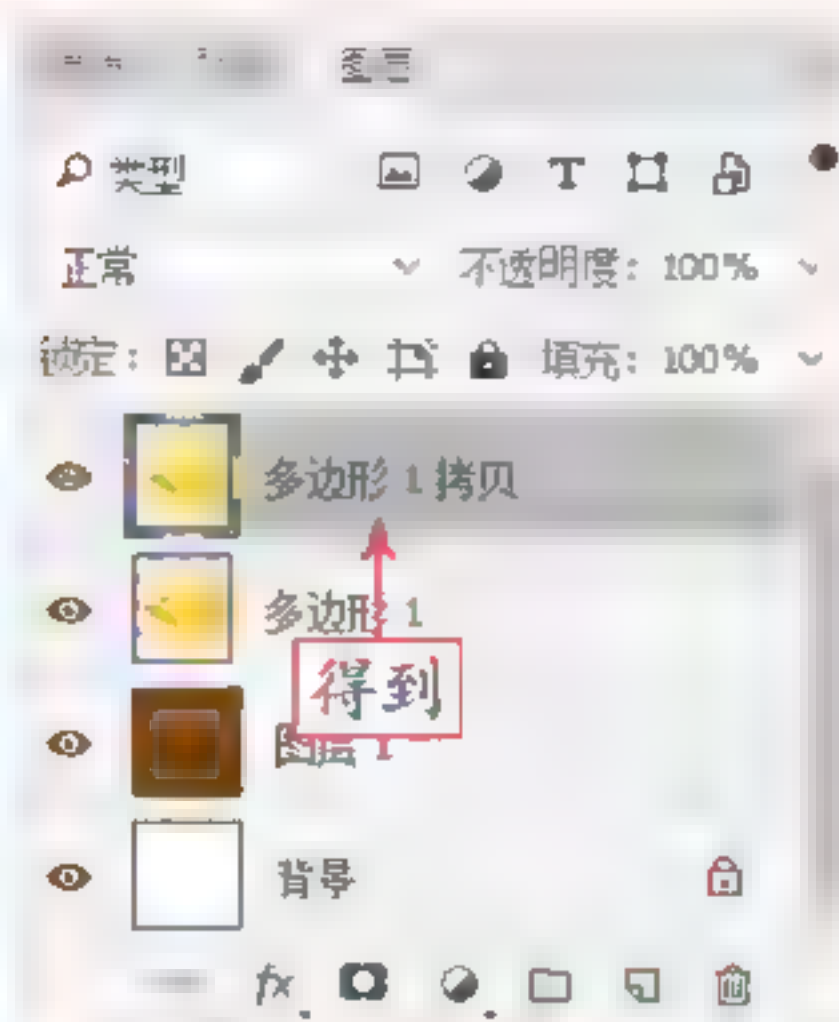 图层
类型
正常 不透明度: 100%
锁定: 填充: 100%
多边形 1 拷贝
多边形 1
得到
图层 1
背景
fx